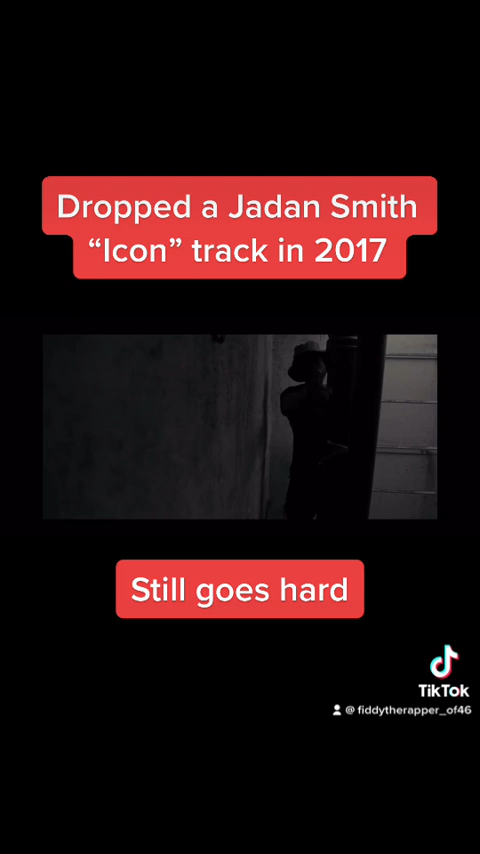 Dropped a Jadan Smith
“Icon” track in 2017
Still goes hard
TikTok
@ fiddytherapper_of46